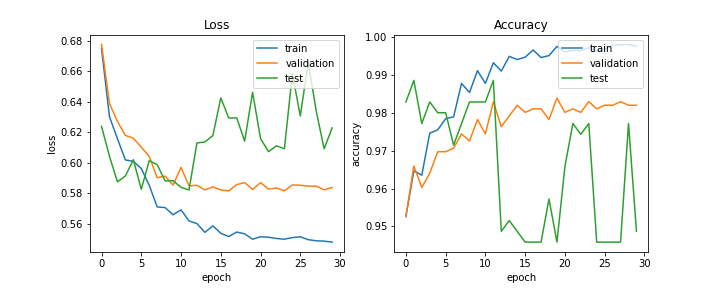 Loss
0.68
0.66
0.64
0.62
0.60
0.58
0.56
loss
0 5 10 15 20 25 30
epoch
train
validation
test
Accuracy
1.00
0.99
0.98
0.97
0.96
0.95
accuracy
0 5 10 15 20 25 30
epoch
train
validation
test